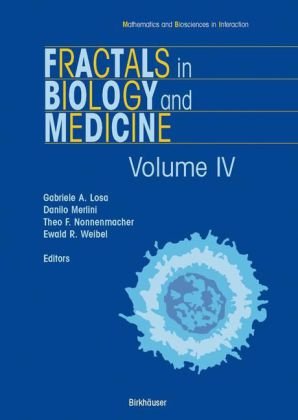 Mathematics and Biosciences in Interaction
FRACTALS in
BIOLOGY and
MEDICINE
Volume IV
Gabriele A. Losa
Danilo Merlini
Theo F. Nonnenmacher
Ewald R. Weibel
Editors
Birkhäuser